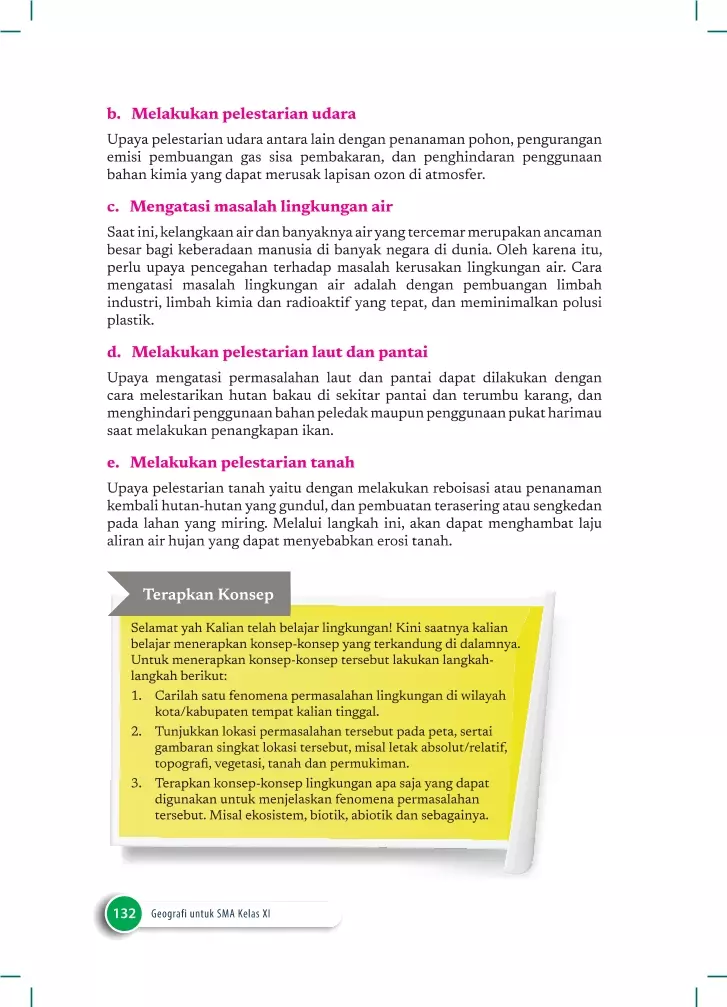 b. Melakukan pelestarian udara
Upaya pelestarian udara antara lain dengan penanaman pohon, pengurangan
emisi pembuangan gas sisa pembakaran, dan penghindaran penggunaan
bahan kimia yang dapat merusak lapisan ozon di atmosfer.
c. Mengatasi masalah lingkungan air
Saat ini, kelangkaan air dan banyaknya air yang tercemar merupakan ancaman
besar bagi keberadaan manusia di banyak negara di dunia. Oleh karena itu,
perlu upaya pencegahan terhadap masalah kerusakan lingkungan air. Cara
mengatasi masalah lingkungan air adalah dengan pembuangan limbah
industri, limbah kimia dan radioaktif yang tepat, dan meminimalkan polusi
plastik.
d. Melakukan pelestarian laut dan pantai
Upaya mengatasi permasalahan laut dan pantai dapat dilakukan dengan
cara melestarikan hutan bakau di sekitar pantai dan terumbu karang, dan
menghindari penggunaan bahan peledak maupun penggunaan pukat harimau
saat melakukan penangkapan ikan.
e. Melakukan pelestarian tanah
Upaya pelestarian tanah yaitu dengan melakukan reboisasi atau penanaman
kembali hutan-hutan yang gundul, dan pembuatan terasering atau sengkedan
pada lahan yang miring. Melalui langkah ini, akan dapat menghambat laju
aliran air hujan yang dapat menyebabkan erosi tanah.
Terapkan Konsep
Selamat yah Kalian telah belajar lingkungan! Kini saatnya kalian
belajar menerapkan konsep-konsep yang terkandung di dalamnya.
Untuk menerapkan konsep-konsep tersebut lakukan langkah-
langkah berikut:
1. Carilah satu fenomena permasalahan lingkungan di wilayah
kota/kabupaten tempat kalian tinggal.
2. Tunjukkan lokasi permasalahan tersebut pada peta, sertai
gambaran singkat lokasi tersebut, misal letak absolut/relatif,
topografi, vegetasi, tanah dan permukiman.
3. Terapkan konsep-konsep lingkungan apa saja yang dapat
digunakan untuk menjelaskan fenomena permasalahan
tersebut. Misal ekosistem, biotik, abiotik dan sebagainya.
132 Geografi untuk SMA Kelas XI